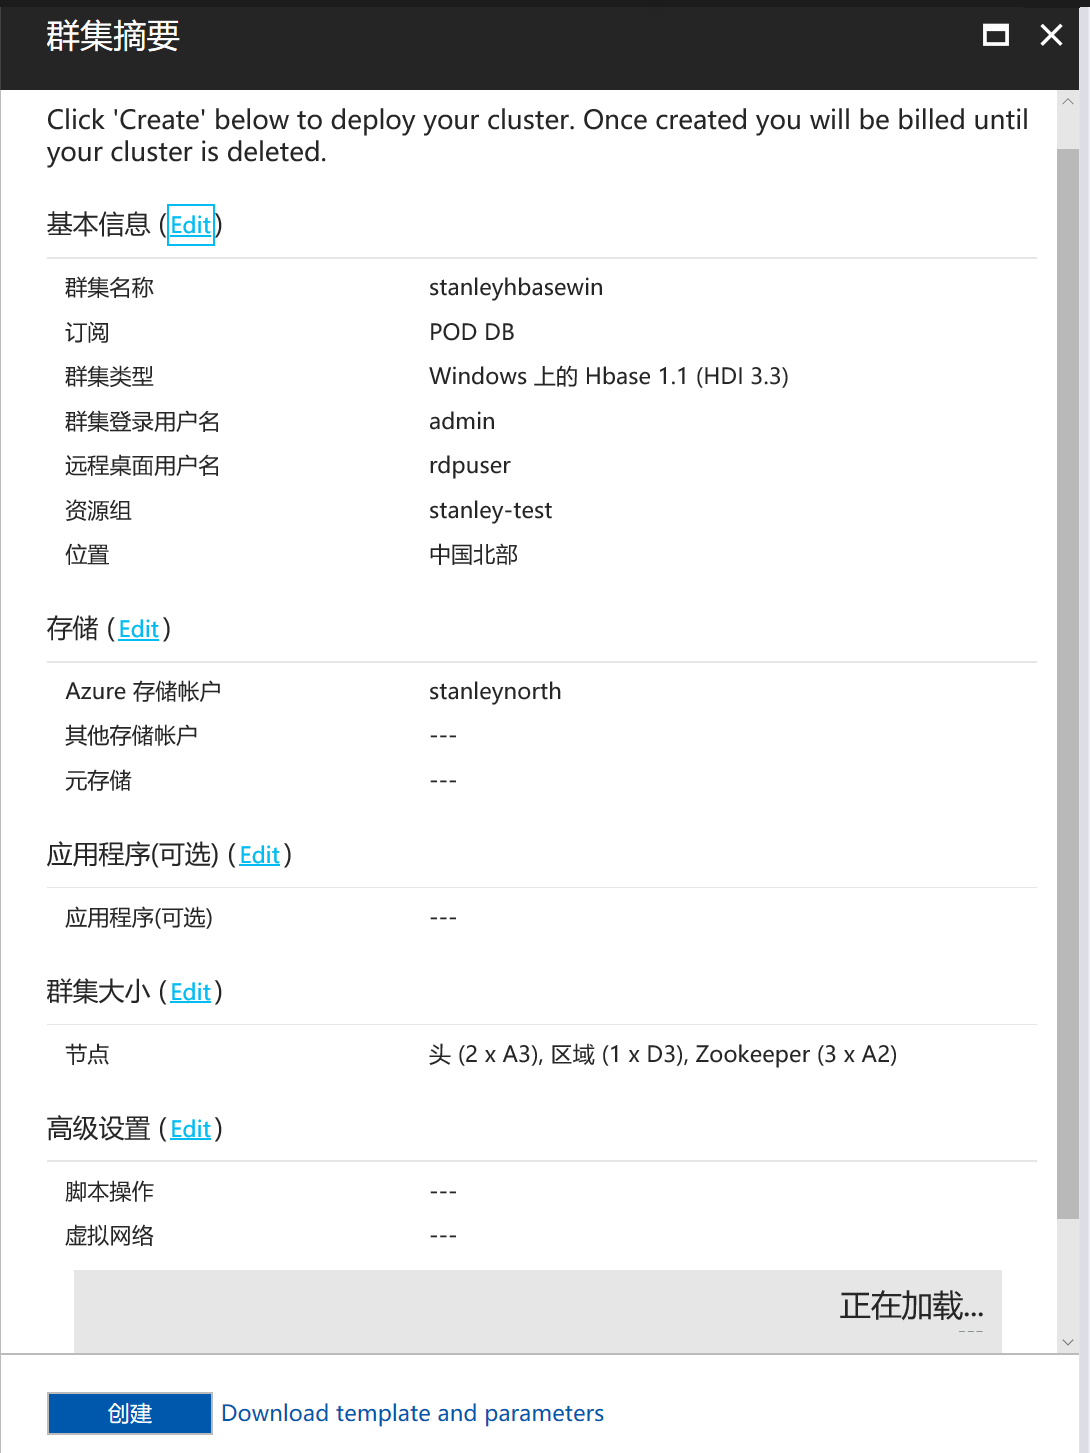 群集摘要
Click 'Create' below to deploy your cluster. Once created you will be billed until
your cluster is deleted.
基本信息 (Edit)
群集名称 stanleyhbasewin
订阅 POD DB
群集类型 Windows 上的 Hbase 1.1 (HDI 3.3)
群集登录用户名 admin
远程桌面用户名 rdpuser
资源组 stanley-test
位置 中国北部
存储 (Edit)
Azure 存储帐户 stanleynorth
其他存储帐户 ---
元存储 ---
应用程序(可选) (Edit)
应用程序(可选) ---
群集大小 (Edit)
节点 头 (2 x A3), 区域 (1 x D3), Zookeeper (3 x A2)
高级设置 (Edit)
脚本操作 ---
虚拟网络 ---
正在加载...
---
创建 Download template and parameters